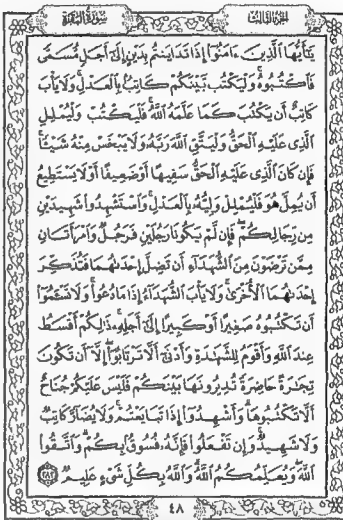 الجزء الثالث
سورة البقرة
يَٰٓأَيُّهَا ٱلَّذِينَ ءَامَنُوٓا۟ إِذَا تَدَايَنتُم بِدَيْنٍ إِلَىٰٓ أَجَلٍ مُّسَمًّى
فَٱكْتُبُوهُ ۚ وَلْيَكْتُب بَّيْنَكُمْ كَاتِبٌۢ بِٱلْعَدْلِ ۚ وَلَا يَأْبَ
كَاتِبٌ أَن يَكْتُبَ كَمَا عَلَّمَهُ ٱللَّهُ ۚ فَلْيَكْتُبْ وَلْيُمْلِلِ
ٱلَّذِى عَلَيْهِ ٱلْحَقُّ وَلْيَتَّقِ ٱللَّهَ رَبَّهُۥ وَلَا يَبْخَسْ مِنْهُ شَيْـًٔا ۚ
فَإِن كَانَ ٱلَّذِى عَلَيْهِ ٱلْحَقُّ سَفِيهًا أَوْ ضَعِيفًا أَوْ لَا يَسْتَطِيعُ
أَن يُمِلَّ هُوَ فَلْيُمْلِلْ وَلِيُّهُۥ بِٱلْعَدْلِ ۚ وَٱسْتَشْهِدُوا۟ شَهِيدَيْنِ
مِن رِّجَالِكُمْ ۖ فَإِن لَّمْ يَكُونَا رَجُلَيْنِ فَرَجُلٌ وَٱمْرَأَتَانِ
مِمَّن تَرْضَوْنَ مِنَ ٱلشُّهَدَآءِ أَن تَضِلَّ إِحْدَىٰهُمَا فَتُذَكِّرَ
إِحْدَىٰهُمَا ٱلْأُخْرَىٰ ۚ وَلَا يَأْبَ ٱلشُّهَدَآءُ إِذَا مَا دُعُوا۟ ۚ وَلَا تَسْـَٔمُوٓا۟
أَن تَكْتُبُوهُ صَغِيرًا أَوْ كَبِيرًا إِلَىٰٓ أَجَلِهِۦ ۚ ذَٰلِكُمْ أَقْسَطُ
عِندَ ٱللَّهِ وَأَقْوَمُ لِلشَّهَٰدَةِ وَأَدْنَىٰٓ أَلَّا تَرْتَابُوٓا۟ ۖ إِلَّآ أَن تَكُونَ
تِجَٰرَةً حَاضِرَةً تُدِيرُونَهَا بَيْنَكُمْ فَلَيْسَ عَلَيْكُمْ جُنَاحٌ
أَلَّا تَكْتُبُوهَا ۗ وَأَشْهِدُوٓا۟ إِذَا تَبَايَعْتُمْ ۚ وَلَا يُضَآرَّ كَاتِبٌ
وَلَا شَهِيدٌ ۚ وَإِن تَفْعَلُوا۟ فَإِنَّهُۥ فُسُوقٌۢ بِكُمْ ۗ وَٱتَّقُوا۟
ٱللَّهَ ۖ وَيُعَلِّمُكُمُ ٱللَّهُ ۗ وَٱللَّهُ بِكُلِّ شَىْءٍ عَلِيمٌ ٢٨٢
٤٨